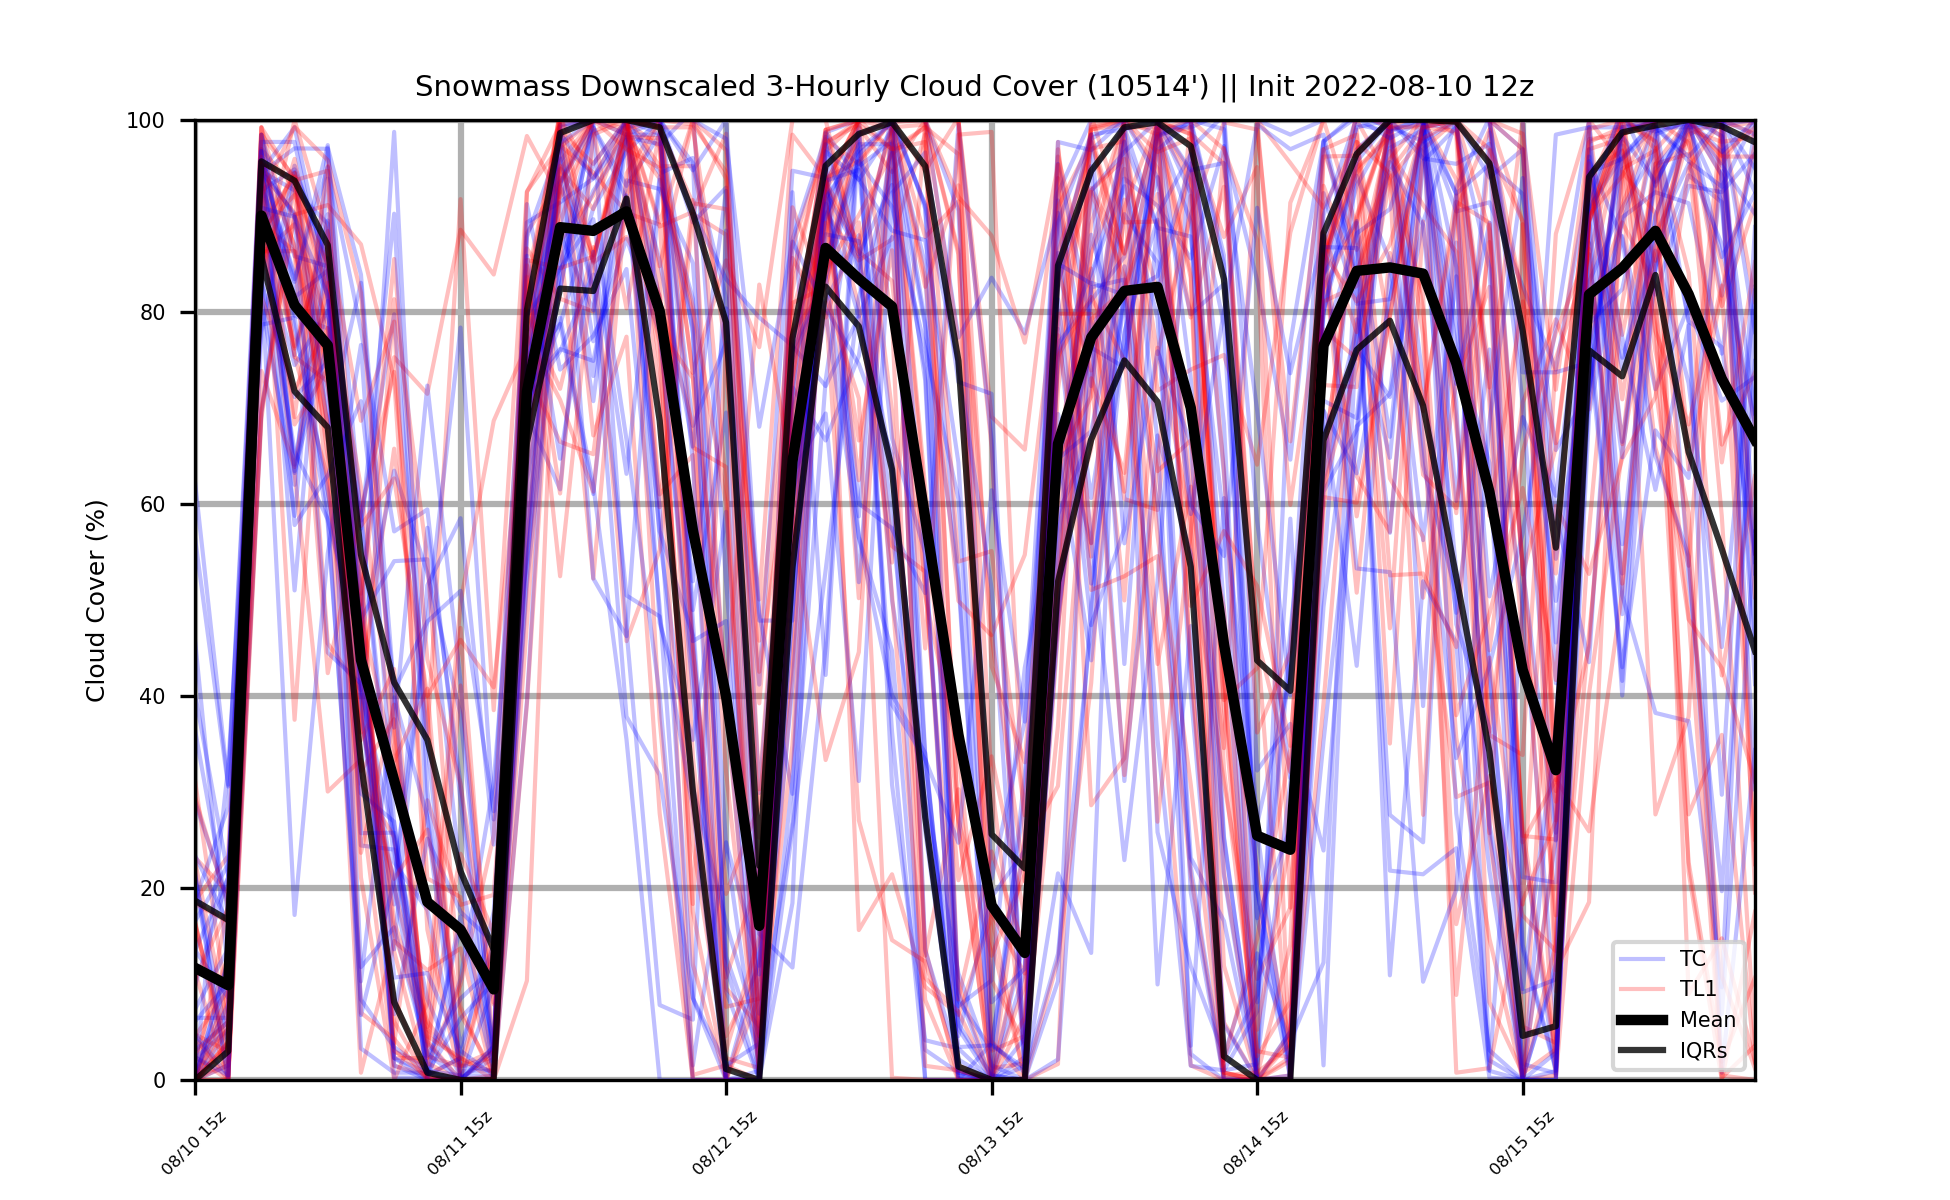 Snowmass Downscaled 3-Hourly Cloud Cover (10514') || Init 2022-08-10 12z
Cloud Cover (%)
100
80
60
40
20
0
TC
TL1
Mean
IQRs
08/10 15z
08/11 15z
08/12 15z
08/13 15z
08/14 15z
08/15 15z